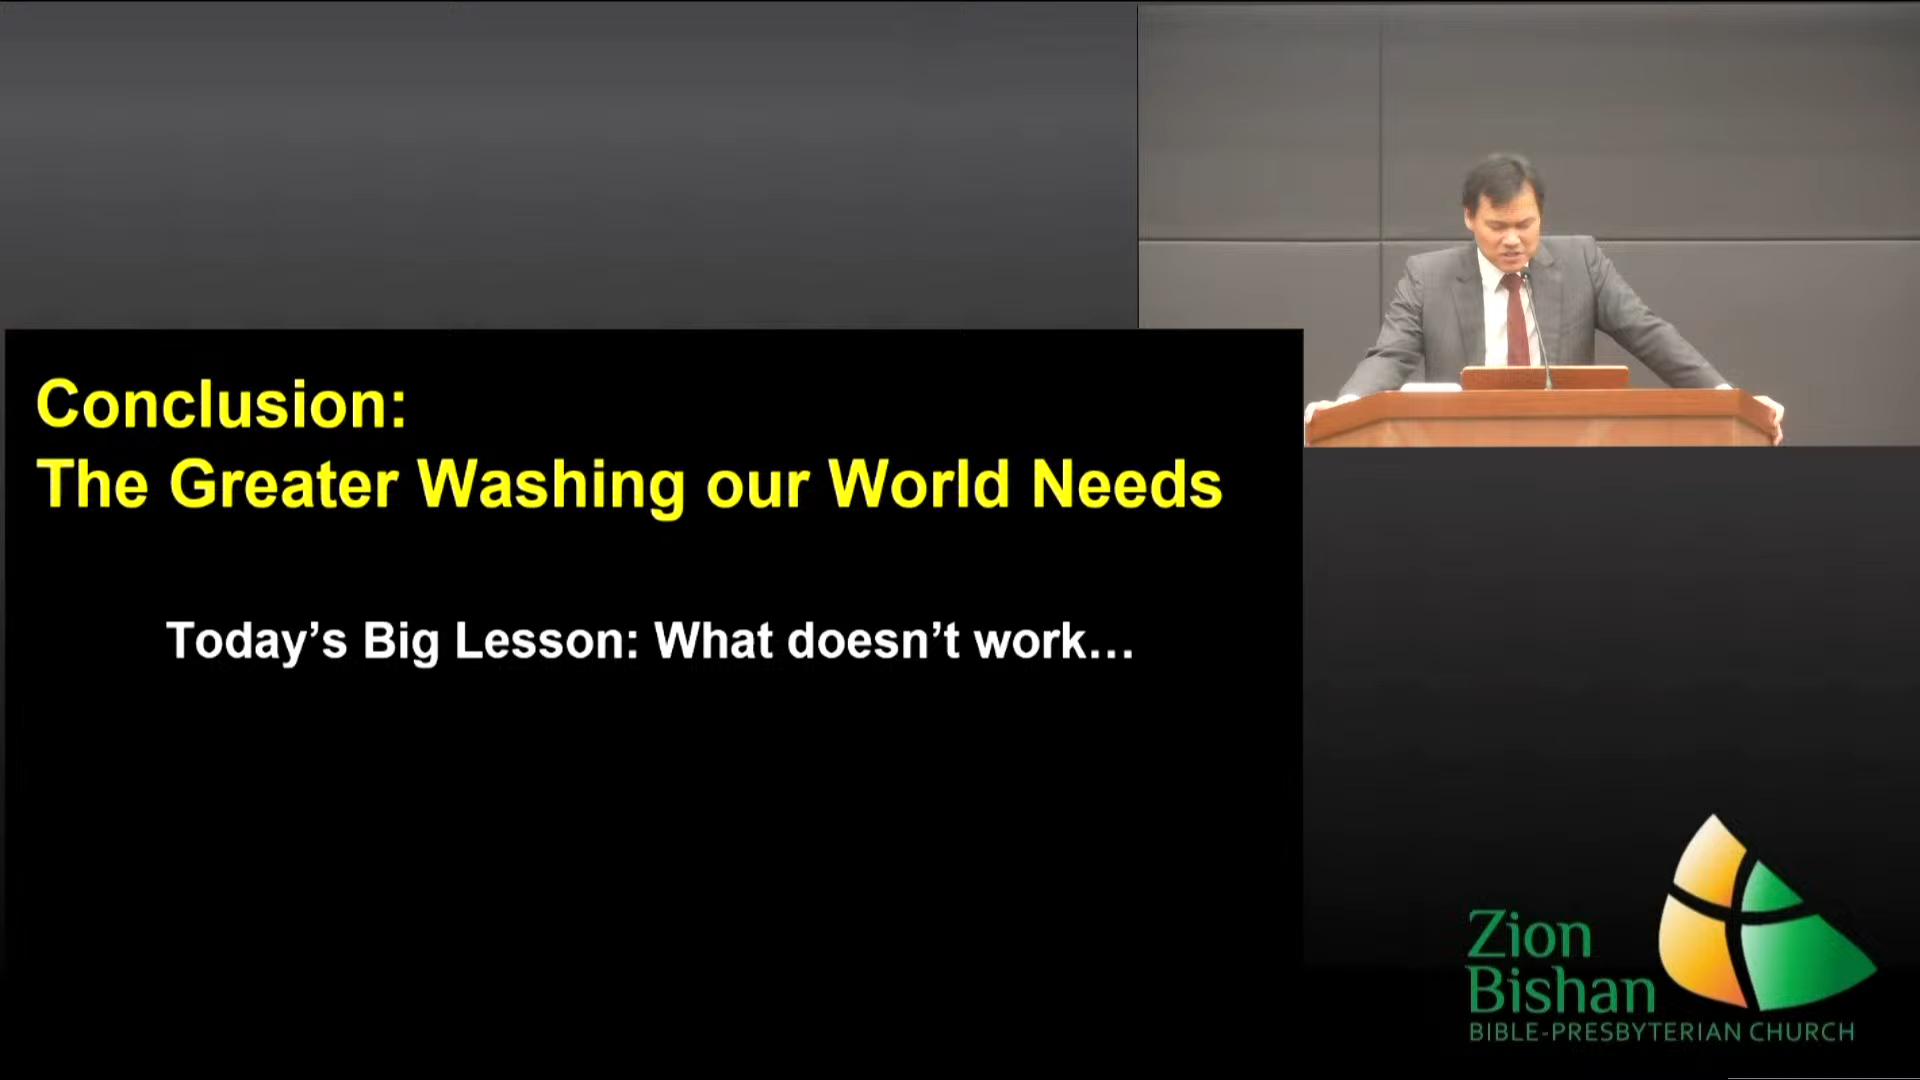 Conclusion:
The Greater Washing our World Needs
Today’s Big Lesson: What doesn’t work…
Zion
Bishan
BIBLE-PRESBYTERIAN CHURCH